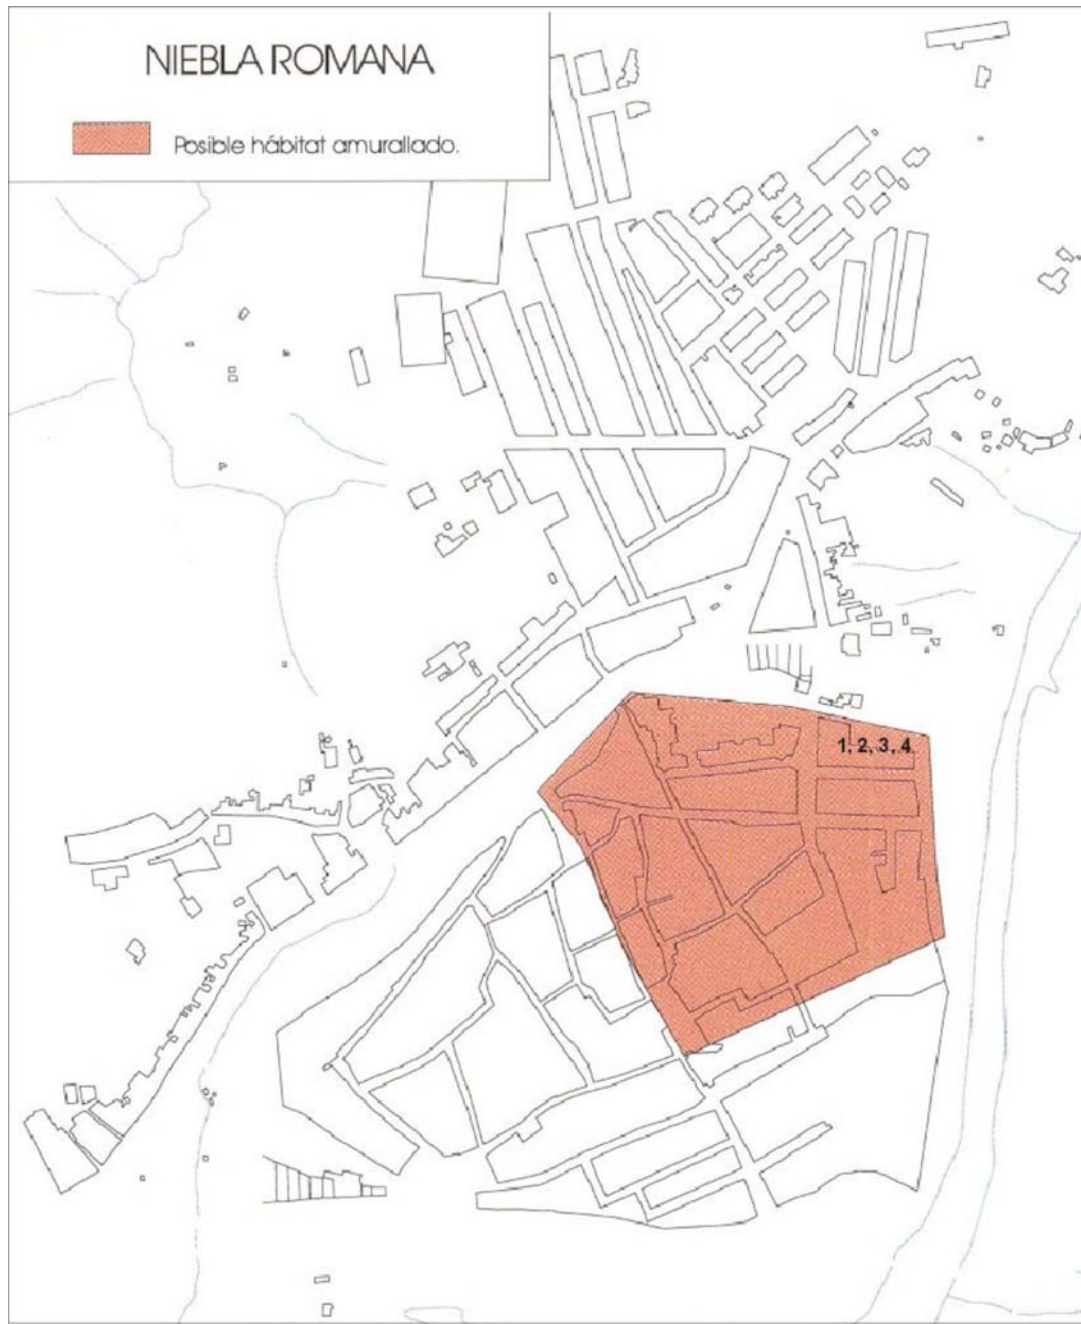 NIEBLA ROMANA
Posible hábitat amurallado.
1, 2, 3, 4